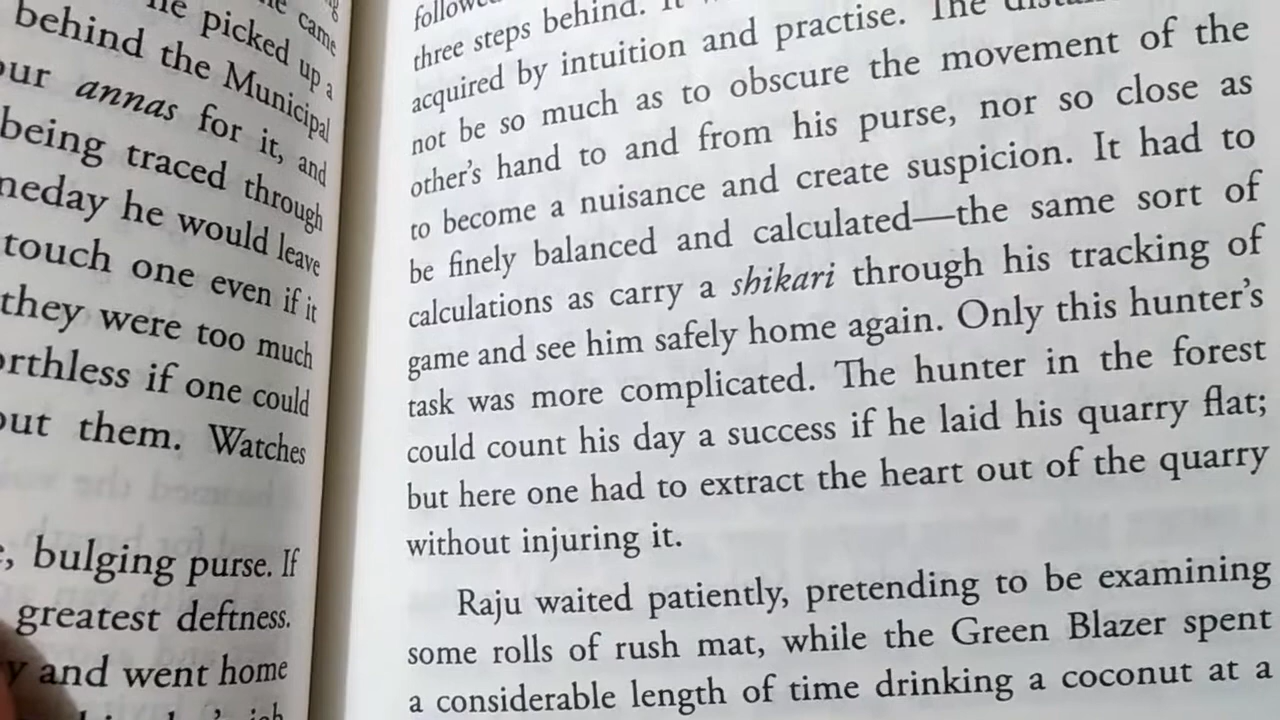 came
he picked up a
behind the Municipal
our annas for it, and
being traced through
he would leave
touch one even if it
they were too much
if one could
out them. Watches
bulging purse. If
greatest deftness.
and went home
three steps behind. It
acquired by intuition and practise. The
not be so much as to obscure the movement of the
other's hand to and from his purse, nor so close as
to become a nuisance and create suspicion. It had to
be finely balanced and calculated—the same sort of
calculations as carry a shikari through his tracking of
game and see him safely home again. Only this hunter's
task was more complicated. The hunter in the forest
could count his day a success if he laid his quarry flat;
but here one had to extract the heart out of the quarry
without injuring it.
Raju waited patiently, pretending to be examining
some rolls of rush mat, while the Green Blazer spent
a considerable length of time drinking a coconut at a